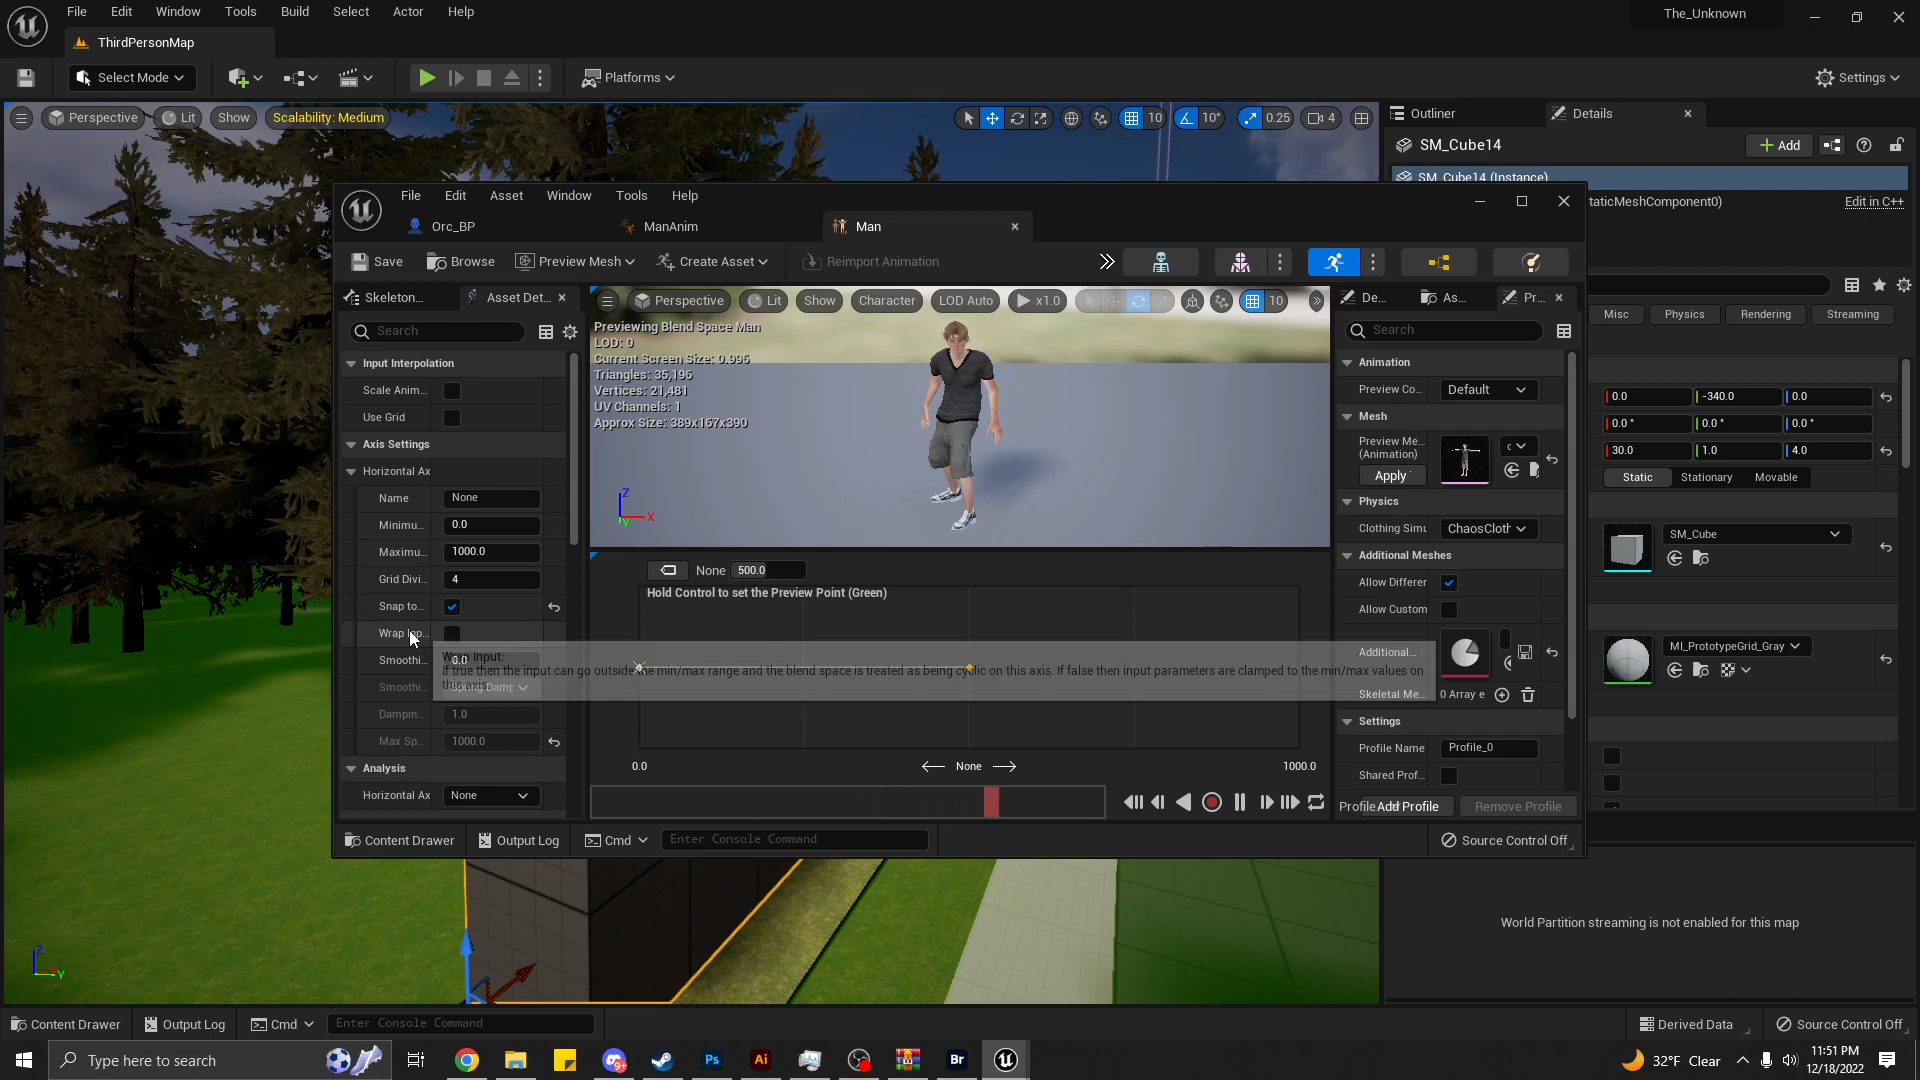 File Edit Window Tools Build Select Actor Help
The_Unknown
ThirdPersonMap
Select Mode
Platforms
Settings
Perspective Lit Show Scalability: Medium
10 10° 0.25 4
Outliner Details
SM_Cube14
Add
SM_Cube14 (Instance)
Edit in C++
Misc Physics Rendering Streaming
0.0 -340.0 0.0
0.0 ° 0.0 ° 0.0 °
30.0 1.0 4.0
Static Stationary Movable
SM_Cube
MI_PrototypeGrid_Gray
World Partition streaming is not enabled for this map
File Edit Asset Window Tools Help
Orc_BP ManAnim Man
Save Browse Preview Mesh Create Asset Reimport Animation
Skeleton... Asset Det...
Search
Input Interpolation
Scale Anim...
Use Grid
Axis Settings
Horizontal Ax
Name None
Minimu... 0.0
Maximu... 1000.0
Grid Divi... 4
Snap to...
Smoothi... 0.0
Smoothi...
Dampin... 1.0
Max Sp... 1000.0
Analysis
Horizontal Ax None
Perspective Lit Show Character LOD Auto x1.0 10
Previewing Blend Space Man
LOD: 0
Current Screen Size: 0.996
Triangles: 35,196
Vertices: 21,481
UV Channels: 1
Approx Size: 389x167x390
Z
X
Y
None 500.0
Hold Control to set the Preview Point (Green)
Wrap Input:
If true then the input can go outside the min/max range and the blend space is treated as being cyclic on this axis. If false then input parameters are clamped to the min/max values on
this axis.
0.0 None 1000.0
De... As... Pr...
Search
Animation
Preview Co... Default
Mesh
Preview Me...
(Animation)
Apply
Physics
Clothing Simu ChaosCloth
Additional Meshes
Allow Differer
Allow Custom
Additional...
Skeletal Me... 0 Array e
Settings
Profile Name Profile_0
Shared Prof...
Profile Add Profile Remove Profile
Content Drawer Output Log Cmd Enter Console Command Source Control Off
Z
Y
Content Drawer Output Log Cmd Enter Console Command Derived Data Source Control Off
Type here to search
Ps Ai Br
32°F Clear
11:51 PM
12/18/2022